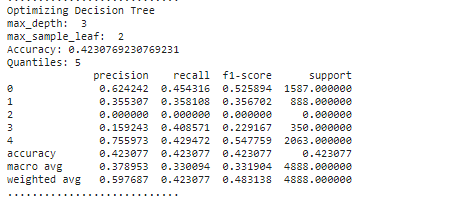 ............................
Optimizing Decision Tree
max_depth:  3
max_sample_leaf:  2
Accuracy: 0.4230769230769231
Quantiles: 5
precision    recall  f1-score      support
0              0.624242  0.454316  0.525894  1587.000000
1              0.355307  0.358108  0.356702   888.000000
2              0.000000  0.000000  0.000000     0.000000
3              0.159243  0.408571  0.229167   350.000000
4              0.755973  0.429472  0.547759  2063.000000
accuracy       0.423077  0.423077  0.423077     0.423077
macro avg      0.378953  0.330094  0.331904  4888.000000
weighted avg   0.597687  0.423077  0.483138  4888.000000
............................